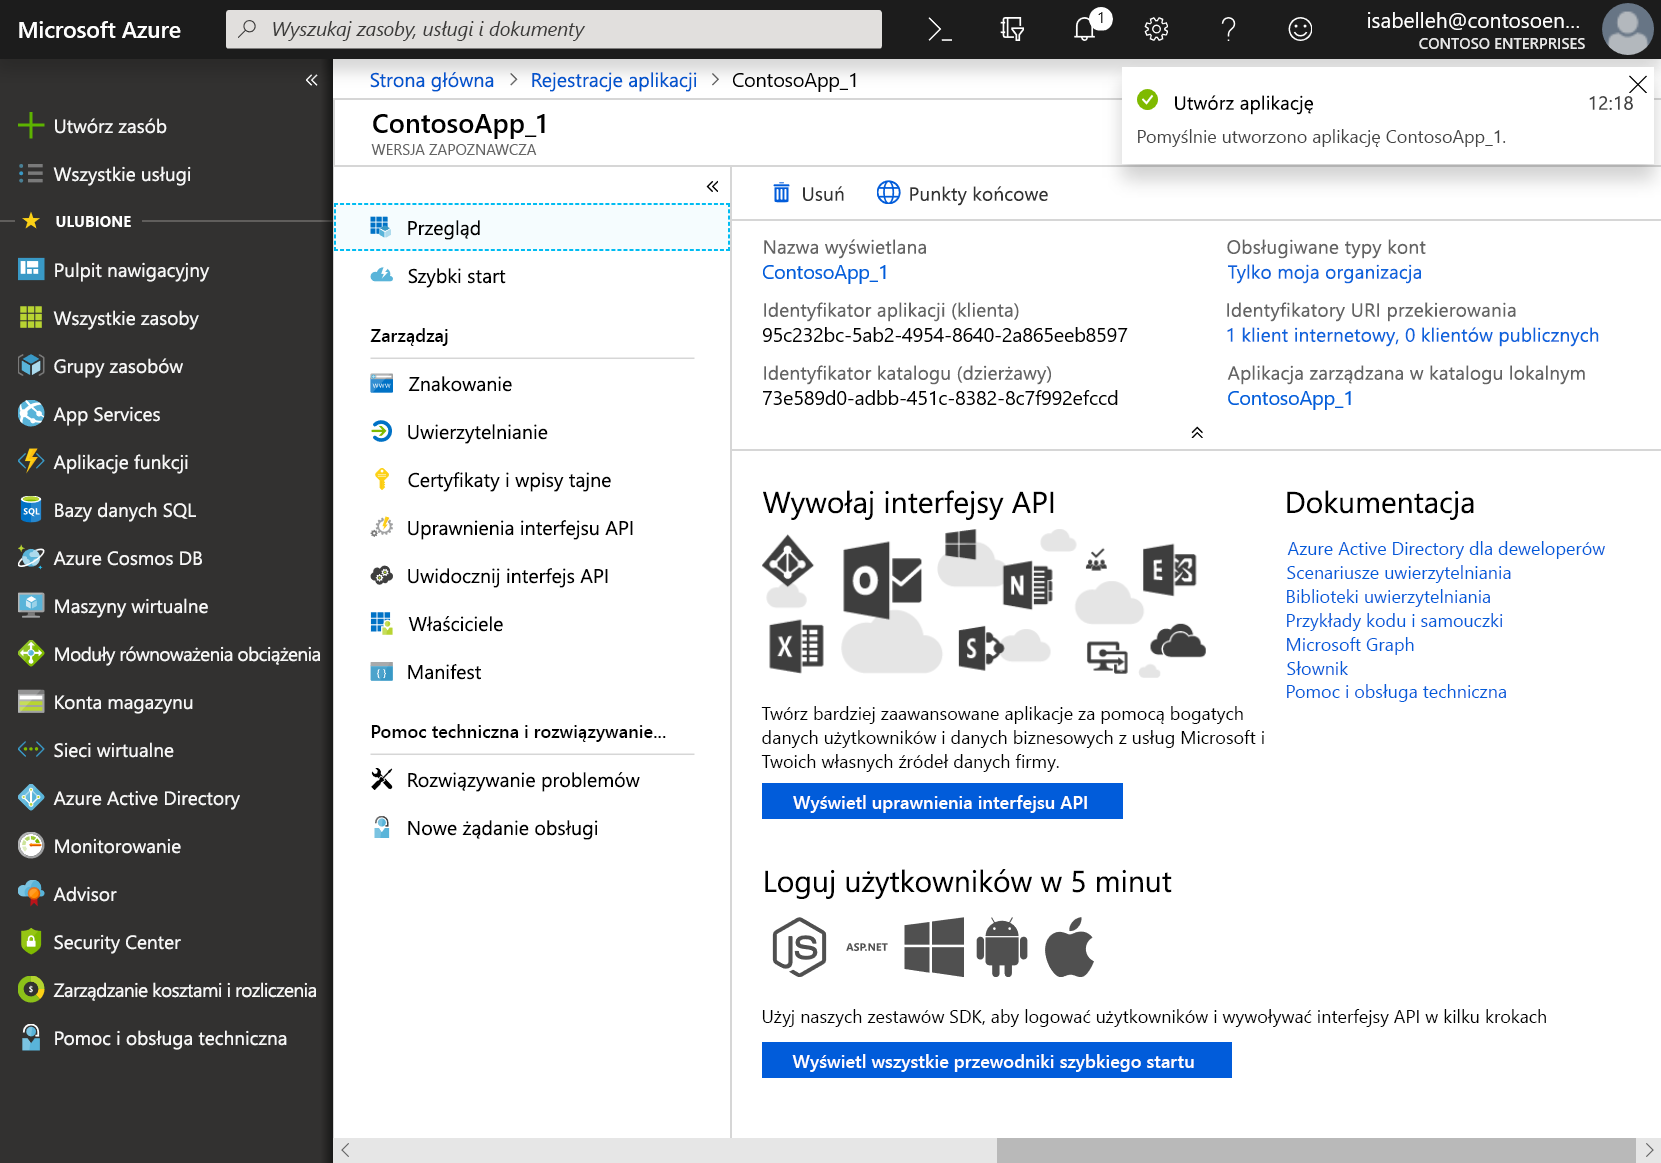 Microsoft Azure
Wyszukaj zasoby, usługi i dokumenty
1
isabelleh@contosoen...
CONTOSO ENTERPRISES
Utwórz zasób
Wszystkie usługi
ULUBIONE
Pulpit nawigacyjny
Wszystkie zasoby
Grupy zasobów
App Services
Aplikacje funkcji
Bazy danych SQL
Azure Cosmos DB
Maszyny wirtualne
Moduły równoważenia obciążenia
Konta magazynu
Sieci wirtualne
Azure Active Directory
Monitorowanie
Advisor
Security Center
Zarządzanie kosztami i rozliczenia
Pomoc i obsługa techniczna
Strona główna > Rejestracje aplikacji > ContosoApp_1
ContosoApp_1
WERSJA ZAPOZNAWCZA
Utwórz aplikację 12:18
Pomyślnie utworzono aplikację ContosoApp_1.
Przegląd
Szybki start
Zarządzaj
Znakowanie
Uwierzytelnianie
Certyfikaty i wpisy tajne
Uprawnienia interfejsu API
Uwidocznij interfejs API
Właściciele
Manifest
Pomoc techniczna i rozwiązywanie...
Rozwiązywanie problemów
Nowe żądanie obsługi
Usuń Punkty końcowe
Nazwa wyświetlana
ContosoApp_1
Identyfikator aplikacji (klienta)
95c232bc-5ab2-4954-8640-2a865eeb8597
Identyfikator katalogu (dzierżawy)
73e589d0-adbb-451c-8382-8c7f992efccd
Obsługiwane typy kont
Tylko moja organizacja
Identyfikatory URI przekierowania
1 klient internetowy, 0 klientów publicznych
Aplikacja zarządzana w katalogu lokalnym
ContosoApp_1
Wywołaj interfejsy API
Twórz bardziej zaawansowane aplikacje za pomocą bogatych
danych użytkowników i danych biznesowych z usług Microsoft i
Twoich własnych źródeł danych firmy.
Wyświetl uprawnienia interfejsu API
Dokumentacja
Azure Active Directory dla deweloperów
Scenariusze uwierzytelniania
Biblioteki uwierzytelniania
Przykłady kodu i samouczki
Microsoft Graph
Słownik
Pomoc i obsługa techniczna
Loguj użytkowników w 5 minut
JS ASP.NET
Użyj naszych zestawów SDK, aby logować użytkowników i wywoływać interfejsy API w kilku krokach
Wyświetl wszystkie przewodniki szybkiego startu